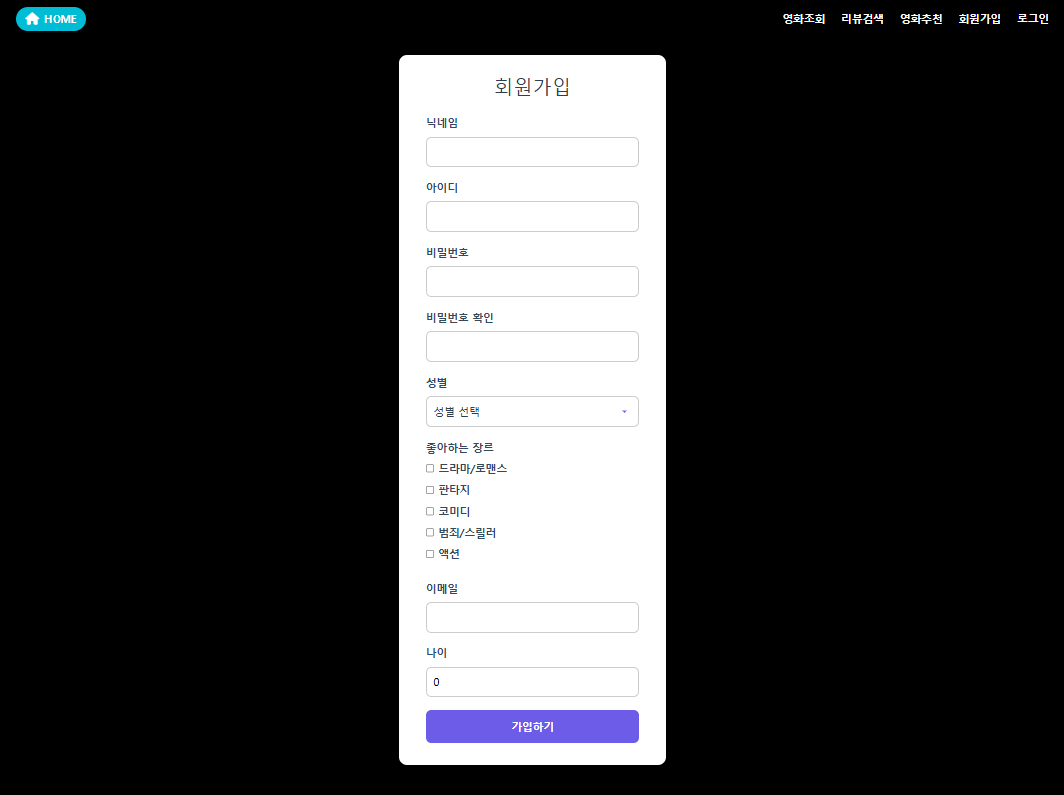 HOME 영화조회 리뷰검색 영화추천 회원가입 로그인
회원가입
닉네임
아이디
비밀번호
비밀번호 확인
성별
성별 선택
좋아하는 장르
드라마/로맨스
판타지
코미디
범죄/스릴러
액션
이메일
나이
0
가입하기